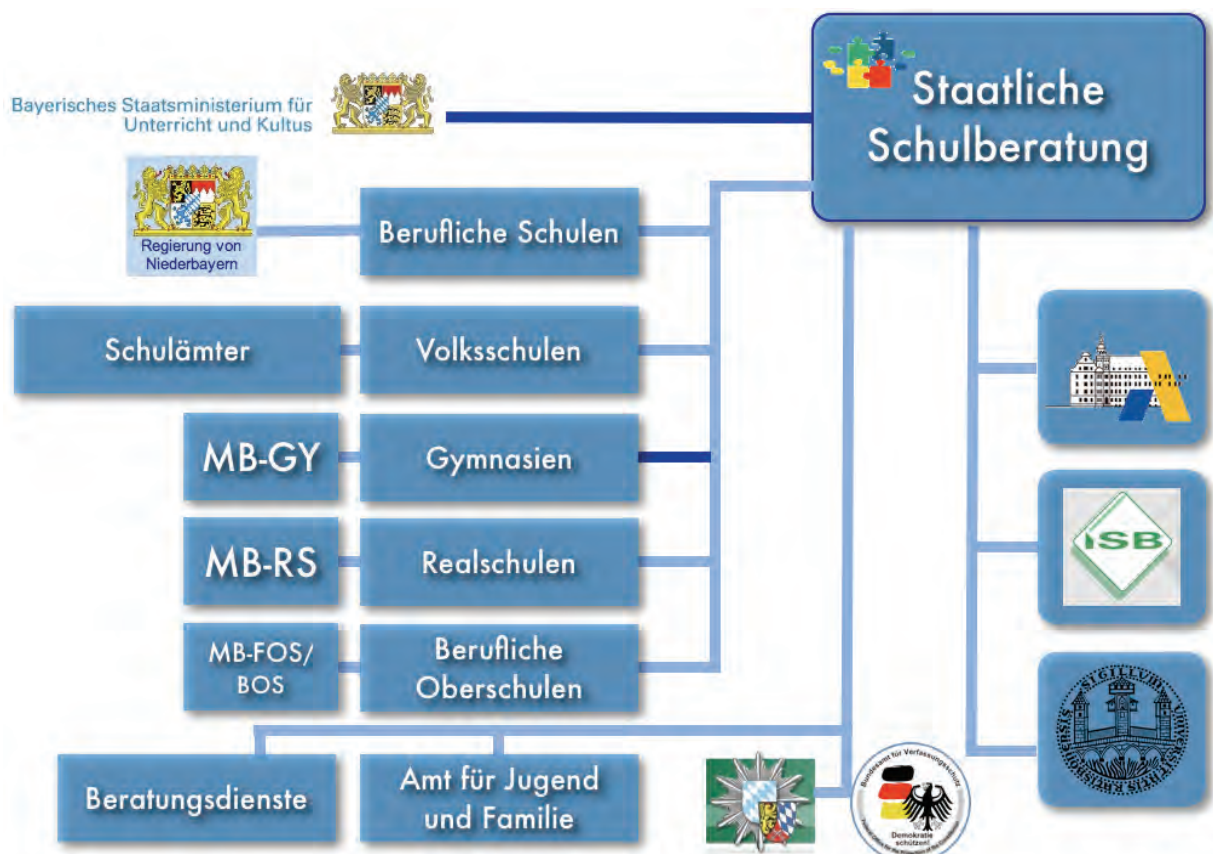 Bayerisches Staatsministerium für
Unterricht und Kultus
Staatliche
Schulberatung
Regierung von
Niederbayern
Berufliche Schulen
Schulämter
Volksschulen
MB-GY
Gymnasien
MB-RS
Realschulen
MB-FOS/
BOS
Berufliche
Oberschulen
Beratungsdienste
Amt für Jugend
und Familie
Bundesamt für Verfassungsschutz
Demokratie
schützen!
iSB
SIGILLVM